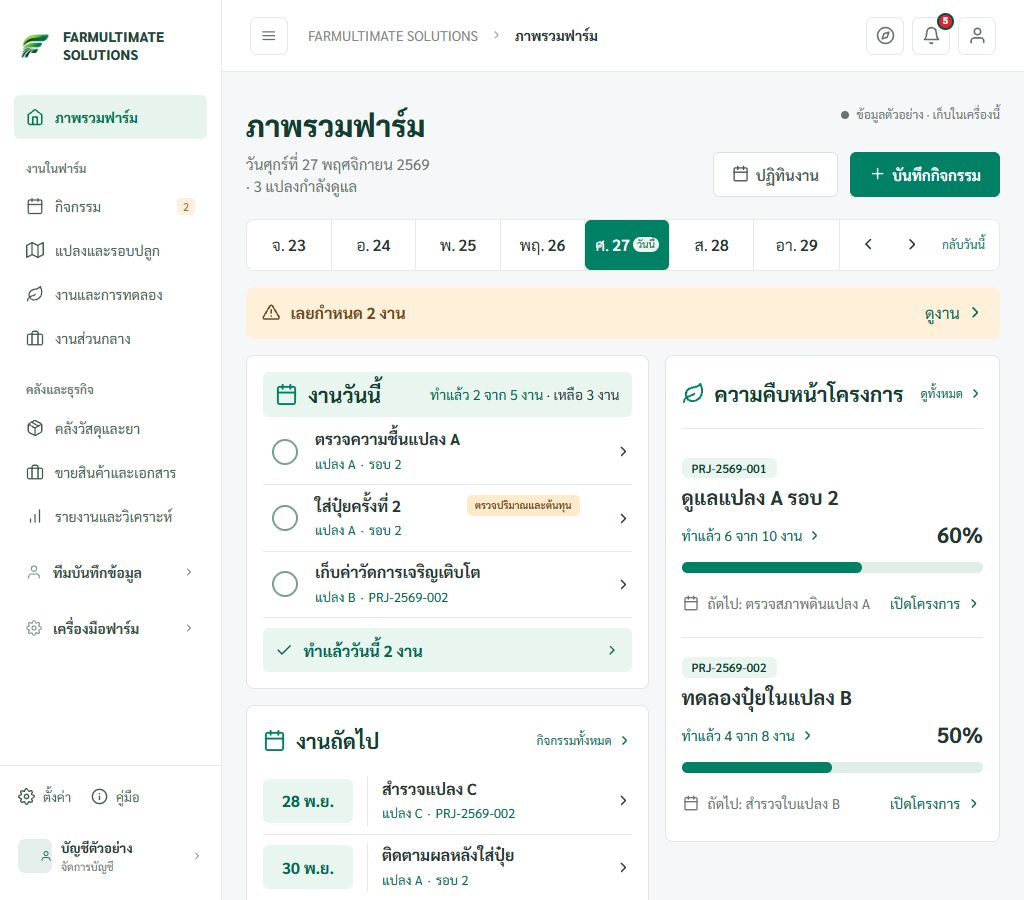 FARMULTIMATE
SOLUTIONS
ภาพรวมฟาร์ม
งานในฟาร์ม
กิจกรรม 2
แปลงและรอบปลูก
งานและการทดลอง
งานส่วนกลาง
คลังและธุรกิจ
คลังวัสดุและยา
ขายสินค้าและเอกสาร
รายงานและวิเคราะห์
ทีมบันทึกข้อมูล
เครื่องมือฟาร์ม
ตั้งค่า คู่มือ
บัญชีตัวอย่าง
จัดการบัญชี
FARMULTIMATE SOLUTIONS ภาพรวมฟาร์ม
5
ภาพรวมฟาร์ม
วันศุกร์ที่ 27 พฤศจิกายน 2569
· 3 แปลงกำลังดูแล
ข้อมูลตัวอย่าง · เก็บในเครื่องนี้
ปฏิทินงาน บันทึกกิจกรรม
จ. 23 อ. 24 พ. 25 พฤ. 26 ศ. 27 วันนี้ ส. 28 อา. 29 กลับวันนี้
เลยกำหนด 2 งาน ดูงาน
งานวันนี้ ทำแล้ว 2 จาก 5 งาน · เหลือ 3 งาน
ตรวจความชื้นแปลง A
แปลง A · รอบ 2
ใส่ปุ๋ยครั้งที่ 2 ตรวจปริมาณและต้นทุน
แปลง A · รอบ 2
เก็บค่าวัดการเจริญเติบโต
แปลง B · PRJ-2569-002
ทำแล้ววันนี้ 2 งาน
งานถัดไป กิจกรรมทั้งหมด
28 พ.ย. สำรวจแปลง C
แปลง C · PRJ-2569-002
30 พ.ย. ติดตามผลหลังใส่ปุ๋ย
แปลง A · รอบ 2
ความคืบหน้าโครงการ ดูทั้งหมด
PRJ-2569-001
ดูแลแปลง A รอบ 2
ทำแล้ว 6 จาก 10 งาน 60%
ถัดไป: ตรวจสภาพดินแปลง A เปิดโครงการ
PRJ-2569-002
ทดลองปุ๋ยในแปลง B
ทำแล้ว 4 จาก 8 งาน 50%
ถัดไป: สำรวจใบแปลง B เปิดโครงการ